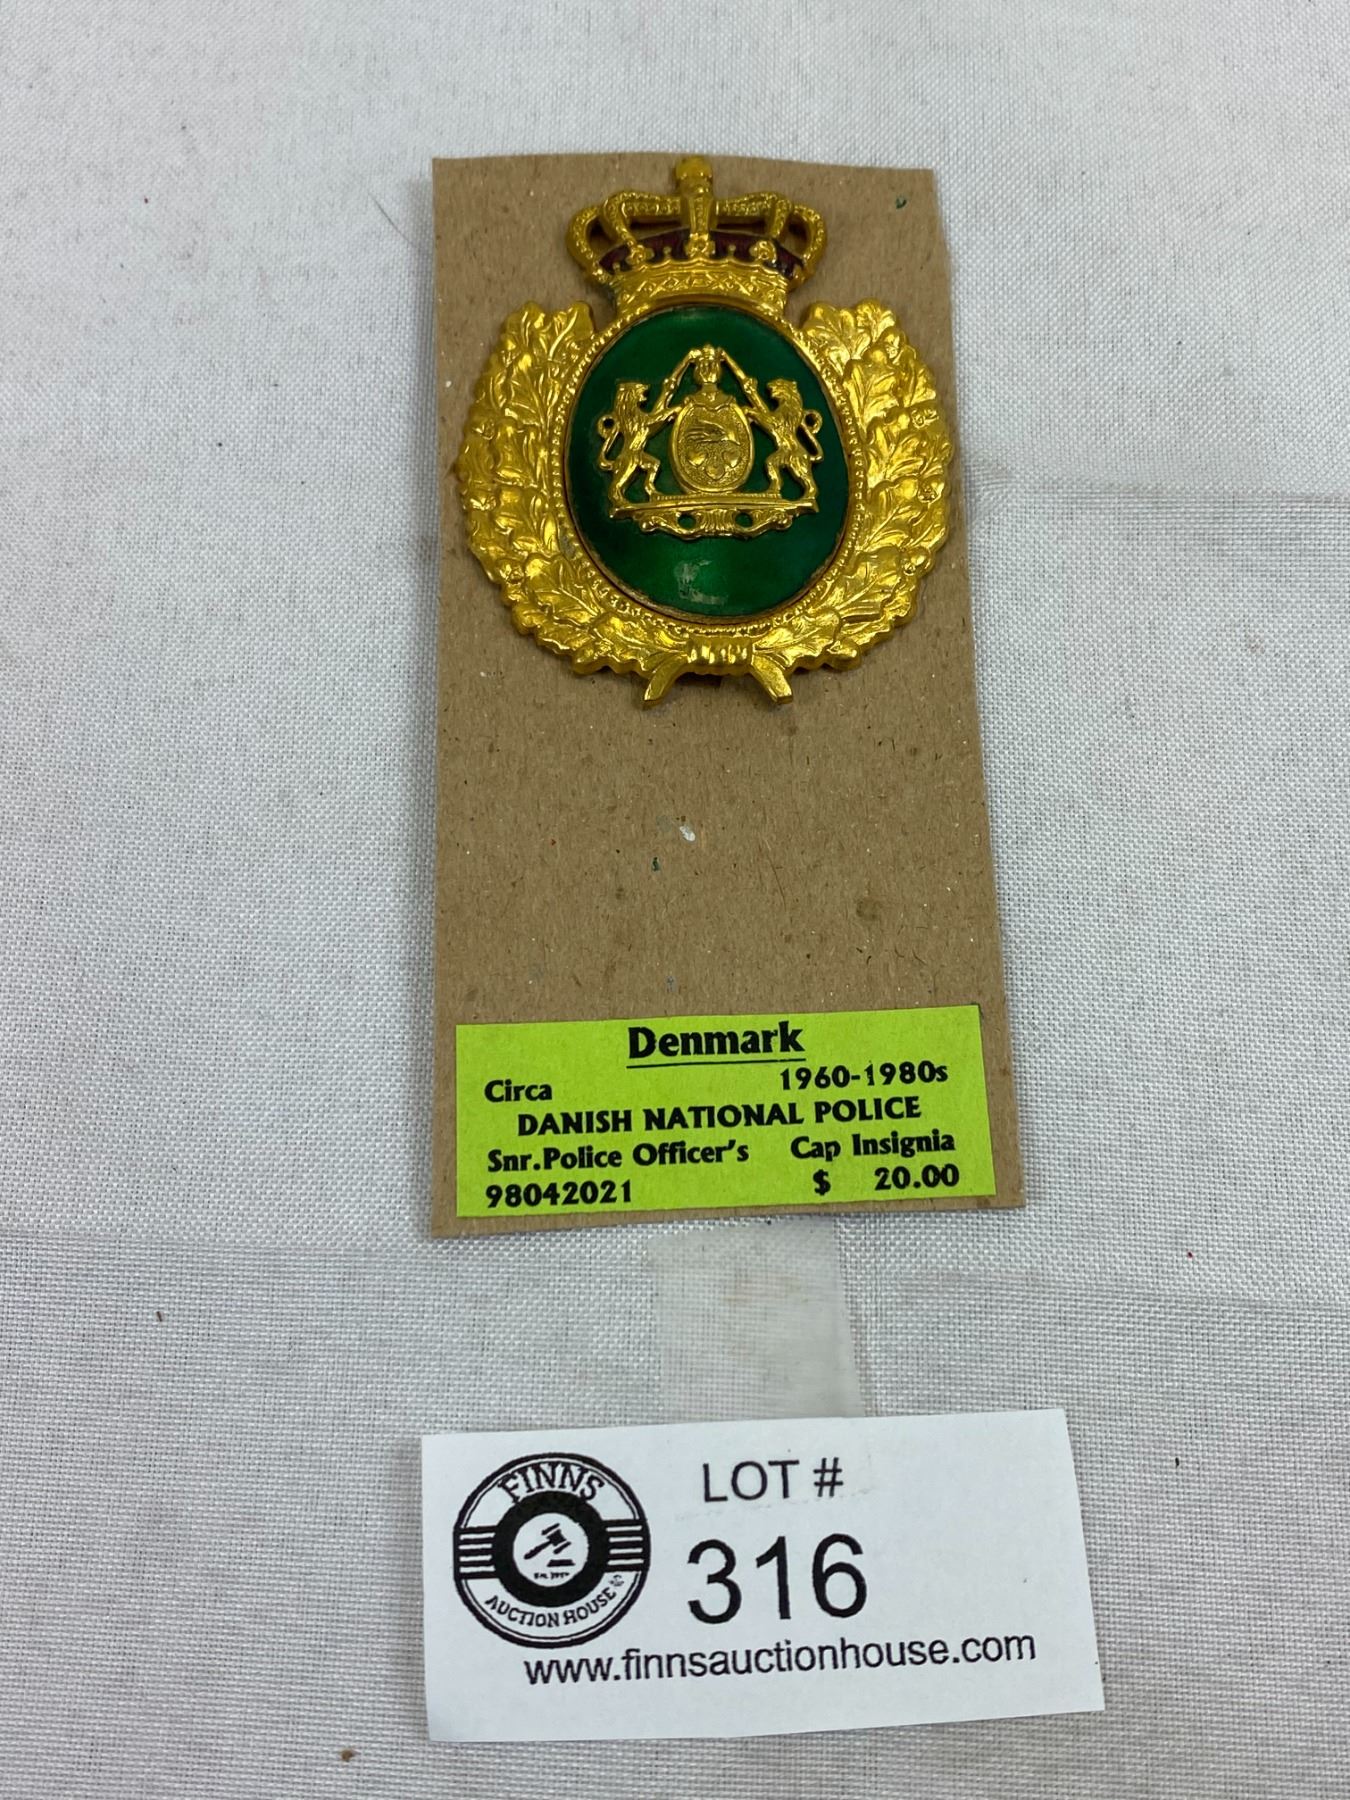 Denmark
Circa 1960-1980s
DANISH NATIONAL POLICE
Snr.Police Officer's Cap Insignia
98042021 $ 20.00
FINNS
AUCTION HOUSE
LOT #
316
www.finnsauctionhouse.com